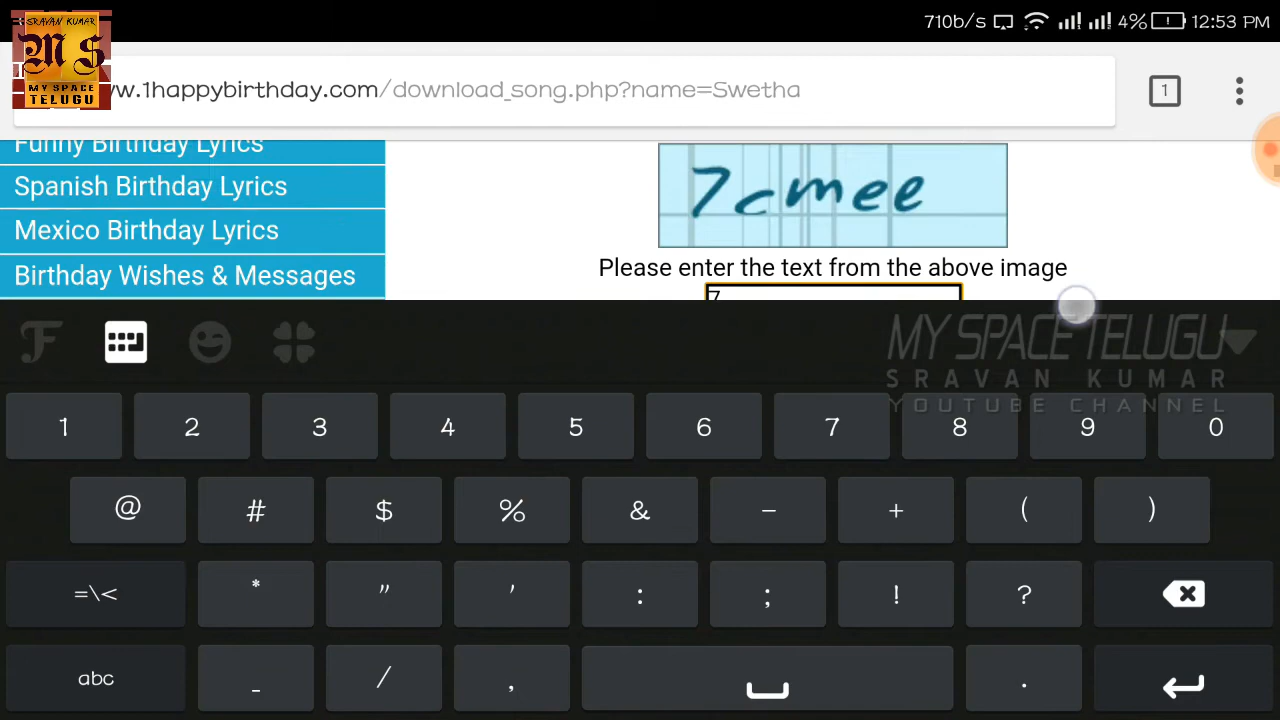 710b/s 4% 12:53 PM
SRAVAN KUMAR
M S
MY SPACE
TELUGU
w.1happybirthday.com/download_song.php?name=Swetha
1
Funny Birthday Lyrics
Spanish Birthday Lyrics
Mexico Birthday Lyrics
Birthday Wishes & Messages
7cmee
Please enter the text from the above image
7
MY SPACE TELUGU
SRAVAN KUMAR
YOUTUBE CHANNEL
1 2 3 4 5 6 7 8 9 0
@ # $ % & - + ( )
=\< * " ' : ; ! ?
abc _ / , .